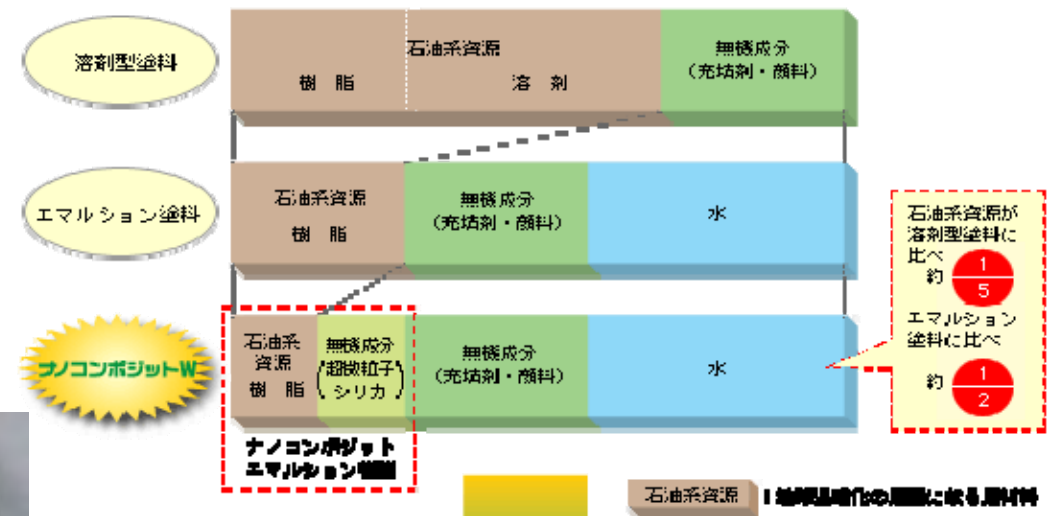 溶剤型塗料
石油系資源
樹 脂
溶 剤
無機成分
(充填剤・顔料)
エマルション塗料
石油系資源
樹 脂
無機成分
(充填剤・顔料)
水
ナノコンポジットW
石油系
資源
樹 脂
無機成分
(超微粒子
シリカ)
無機成分
(充填剤・顔料)
水
石油系資源が
溶剤型塗料に
比べ
約 1
5
エマルション
塗料に比べ
約 1
2
ナノコンポジット
エマルション
石油系資源